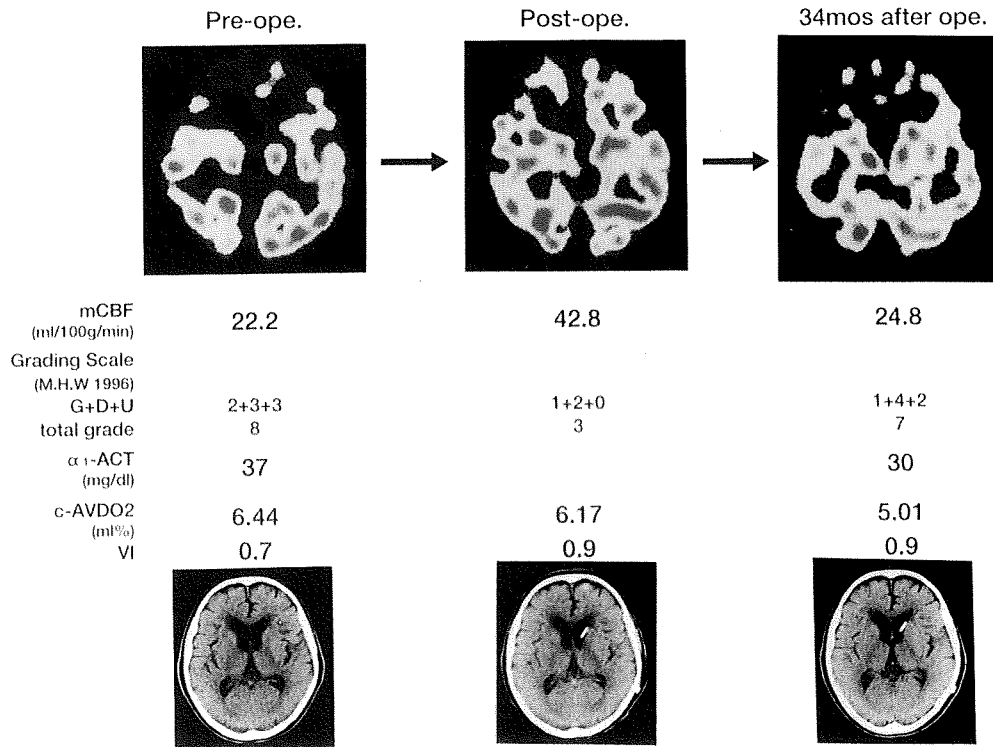 Pre-ope. Post-ope. 34mos after ope.
mCBF
(ml/100g/min) 22.2 42.8 24.8
Grading Scale
(M.H.W 1996)
G+D+U 2+3+3 1+2+0 1+4+2
total grade 8 3 7
α1-ACT
(mg/dl) 37 30
c-AVDO2
(ml%) 6.44 6.17 5.01
VI 0.7 0.9 0.9